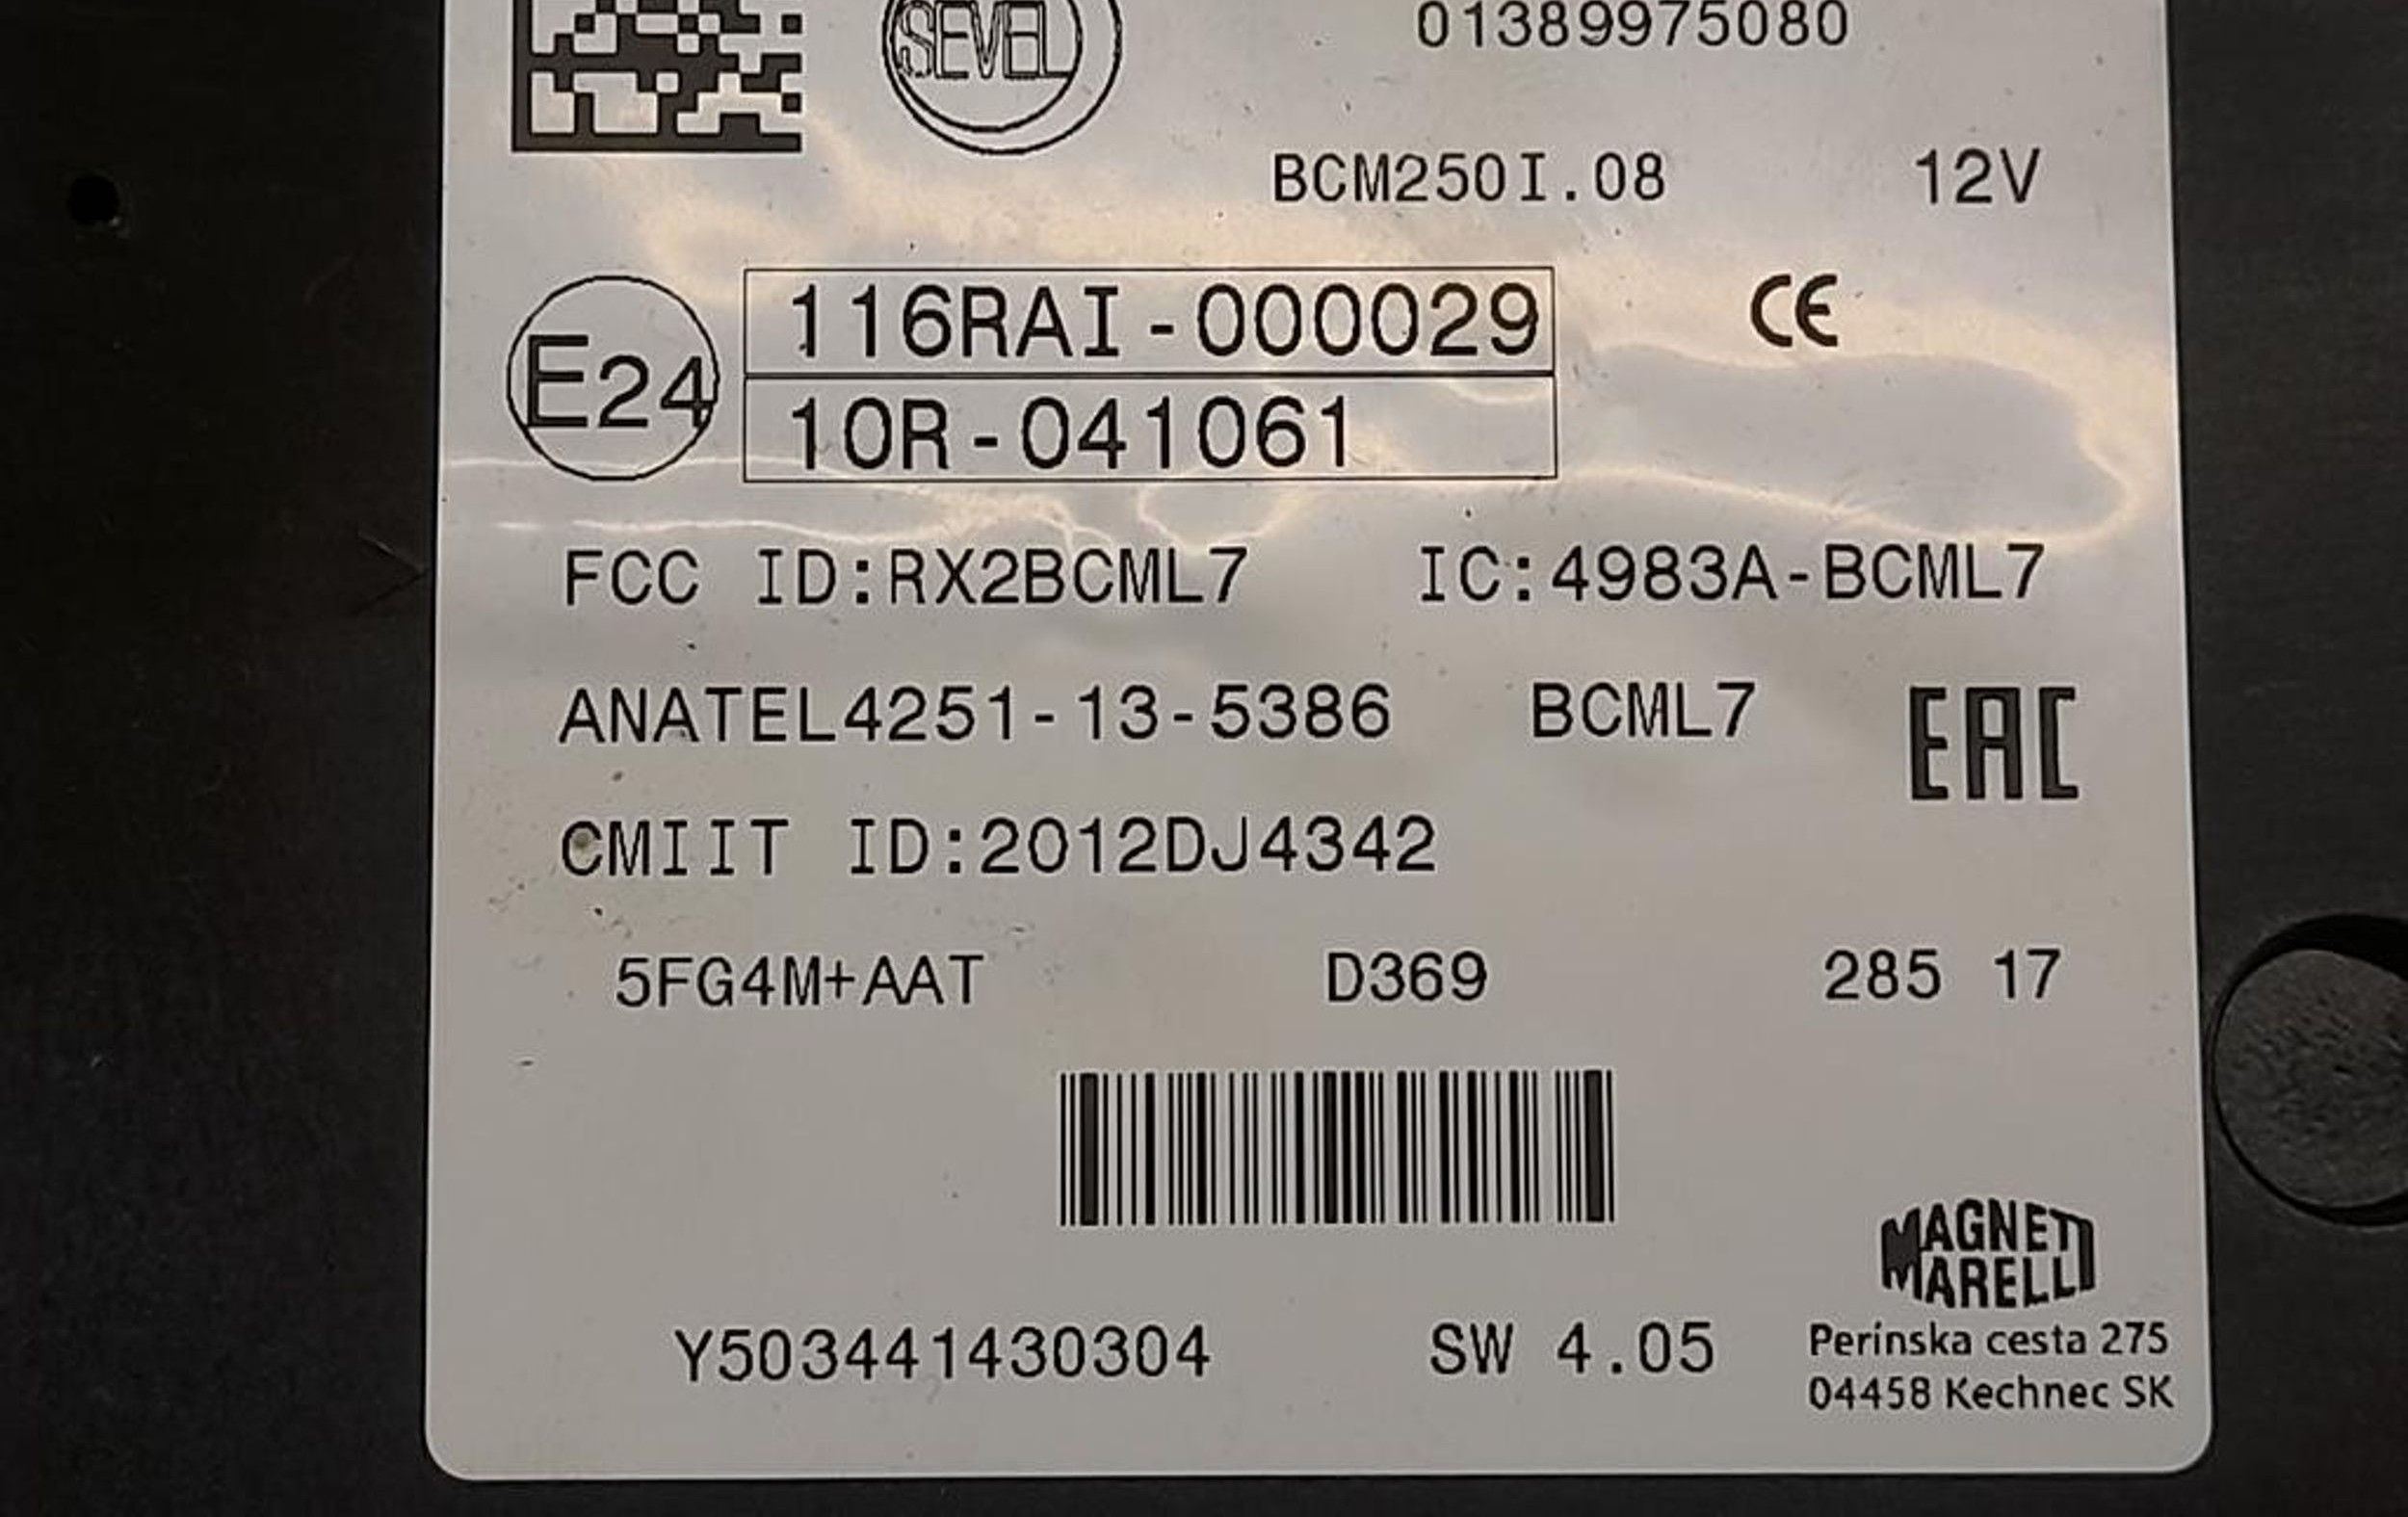 SEVEL
01389975080
BCM250I.08 12V
E24
116RAI-000029
CE
10R-041061
FCC ID:RX2BCML7 IC:4983A-BCML7
ANATEL4251-13-5386 BCML7 EAC
CMIIT ID:2012DJ4342
5FG4M+AAT D369 285 17
MAGNETI
MARELLI
Y503441430304 SW 4.05
Perínska cesta 275
04458 Kechnec SK